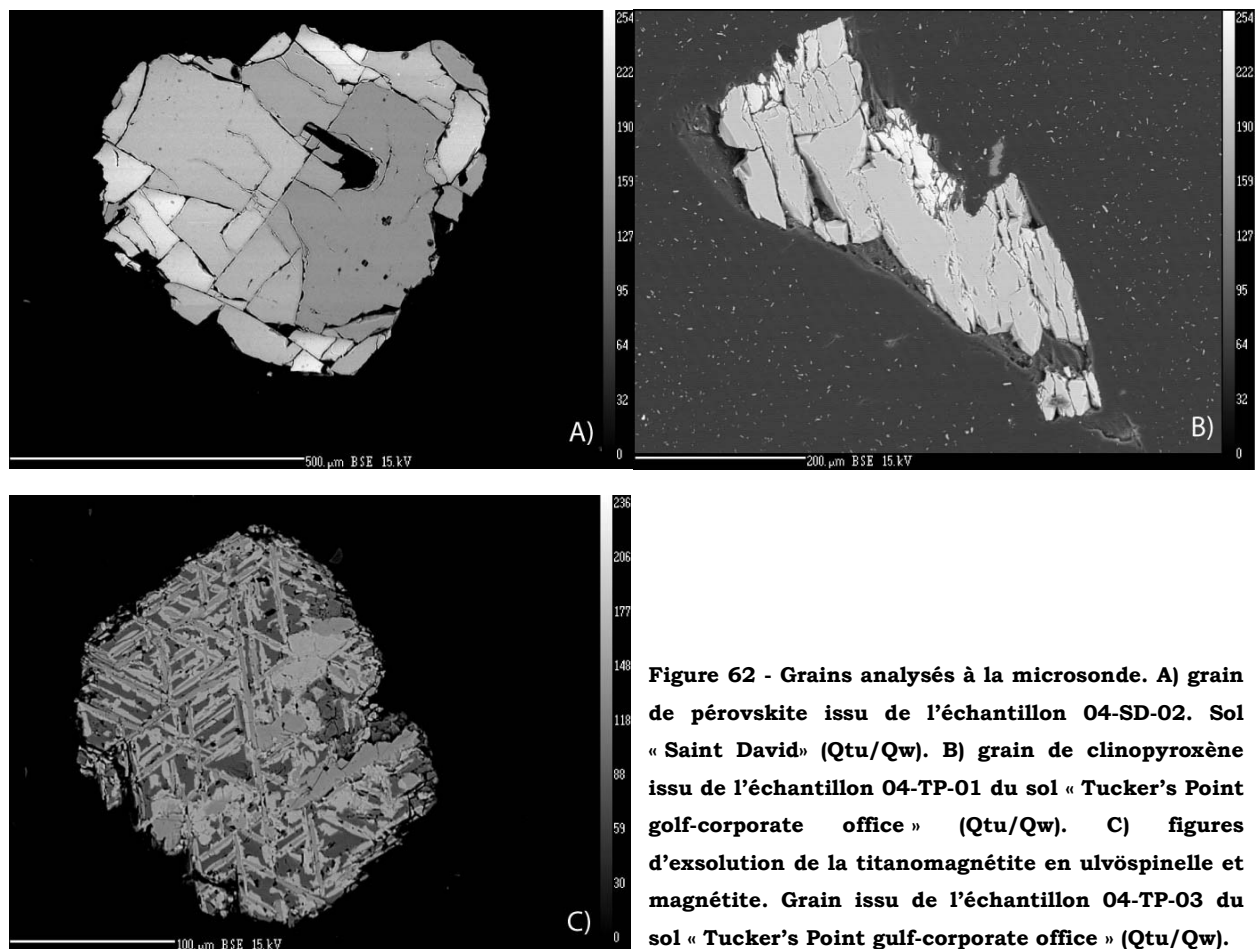 254
222
190
159
127
95
64
32
0
A)
500. µm BSE 15. kV
254
222
190
159
127
95
64
32
0
B)
200. µm BSE 15. kV
236
206
177
148
118
88
59
30
0
C)
100. µm BSE 15. kV
Figure 62 - Grains analysés à la microsonde. A) grain
de pérovskite issu de l’échantillon 04-SD-02. Sol
« Saint David» (Qtu/Qw). B) grain de clinopyroxène
issu de l’échantillon 04-TP-01 du sol « Tucker’s Point
golf-corporate office » (Qtu/Qw). C) figures
d’exsolution de la titanomagnétite en ulvöspinelle et
magnétite. Grain issu de l’échantillon 04-TP-03 du
sol « Tucker’s Point gulf-corporate office » (Qtu/Qw).